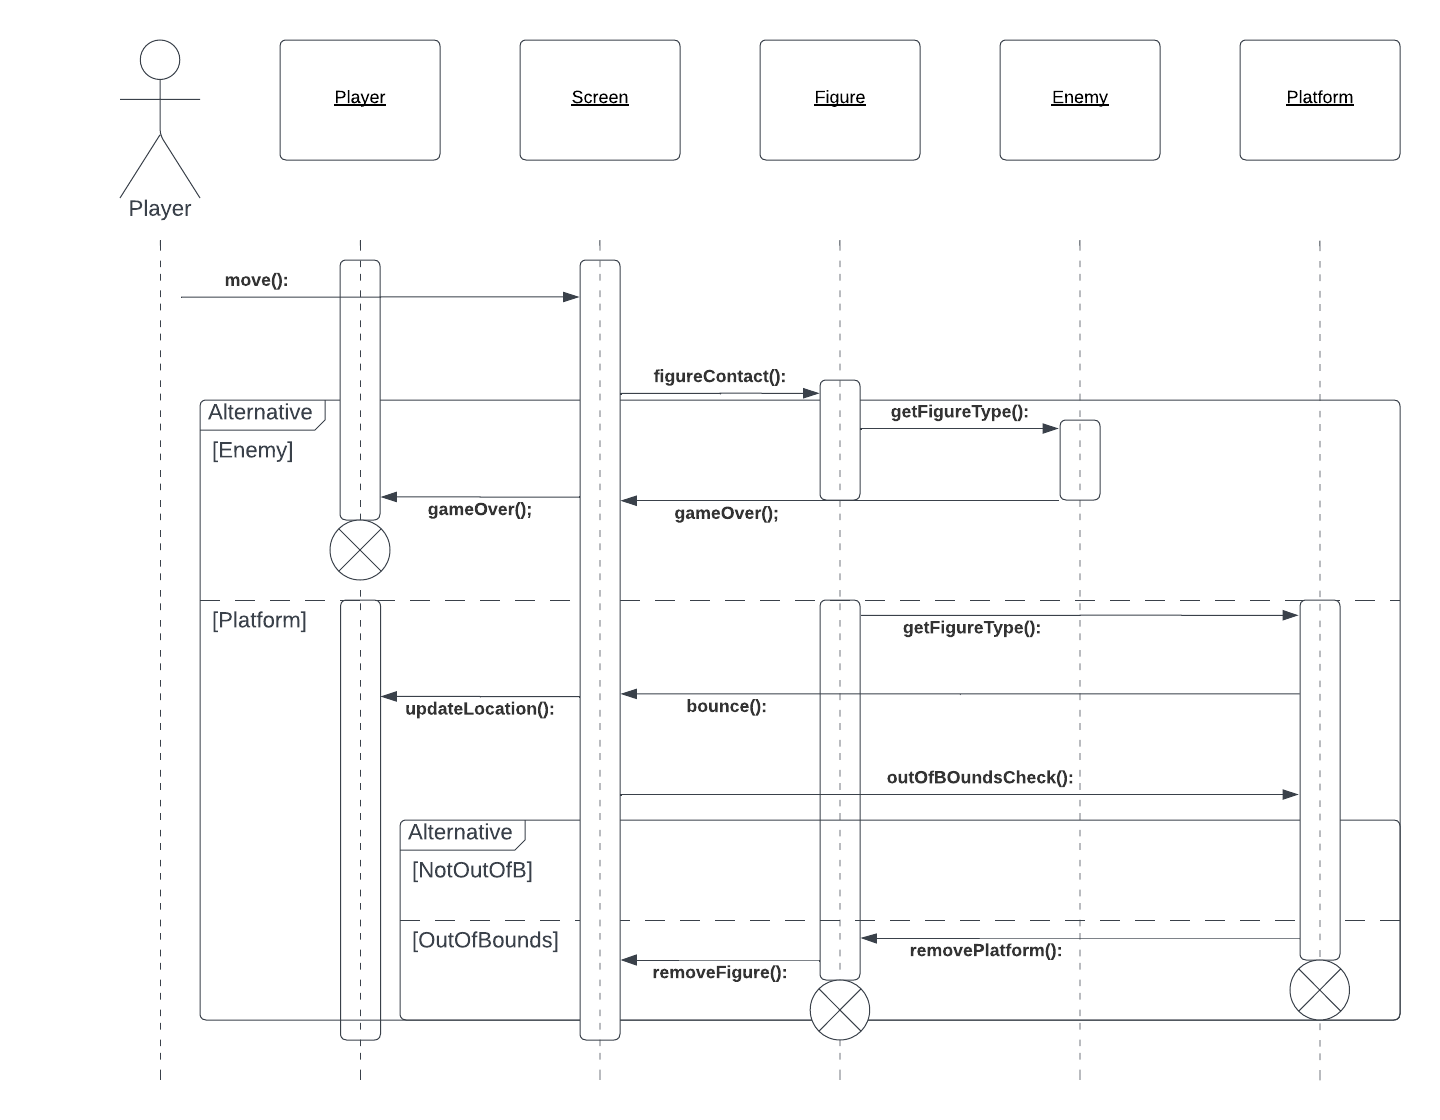 Player
Screen
Figure
Enemy
Platform
Player
move():
figureContact():
Alternative
getFigureType():
[Enemy]
gameOver();
gameOver();
[Platform]
getFigureType():
updateLocation():
bounce():
outOfBOundsCheck():
Alternative
[NotOutOfB]
[OutOfBounds]
removePlatform():
removeFigure():